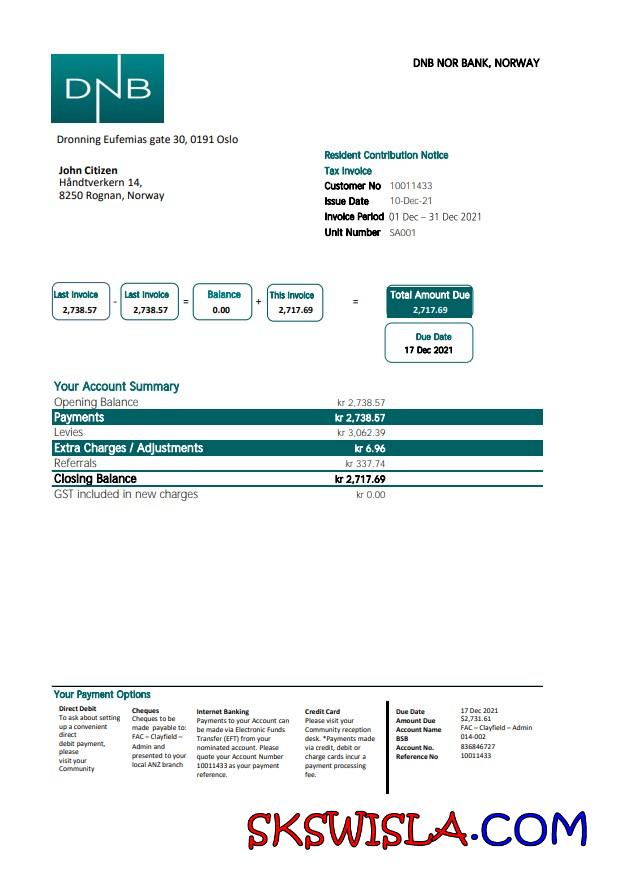 DNB NOR BANK, NORWAY
DNB
Dronning Eufemias gate 30, 0191 Oslo
Resident Contribution Notice
Tax Invoice
John Citizen
Håndtverkern 14,
8250 Rognan, Norway
Customer No 10011433
Issue Date 10-Dec-21
Invoice Period 01 Dec – 31 Dec 2021
Unit Number SA001
Last Invoice Last Invoice Balance This Invoice Total Amount Due
2,738.57 - 2,738.57 = 0.00 + 2,717.69 = 2,717.69
Due Date
17 Dec 2021
Your Account Summary
Opening Balance kr 2,738.57
Payments kr 2,738.57
Levies kr 3,062.39
Extra Charges / Adjustments kr 6.96
Referrals kr 337.74
Closing Balance kr 2,717.69
GST included in new charges kr 0.00
Your Payment Options
Direct Debit
To ask about setting
up a convenient
direct
debit payment,
please
visit your
Community
Cheques
Cheques to be
made payable to:
FAC – Clayfield –
Admin and
presented to your
local ANZ branch
Internet Banking
Payments to your Account can
be made via Electronic Funds
Transfer (EFT) from your
nominated account. Please
quote your Account Number
10011433 as your payment
reference.
Credit Card
Please visit your
Community reception
desk. *Payments made
via credit, debit or
charge cards incur a
payment processing
fee.
Due Date 17 Dec 2021
Amount Due $2,731.61
Account Name FAC – Clayfield – Admin
BSB 014-002
Account No. 836846727
Reference No 10011433
SKSWISLA.COM